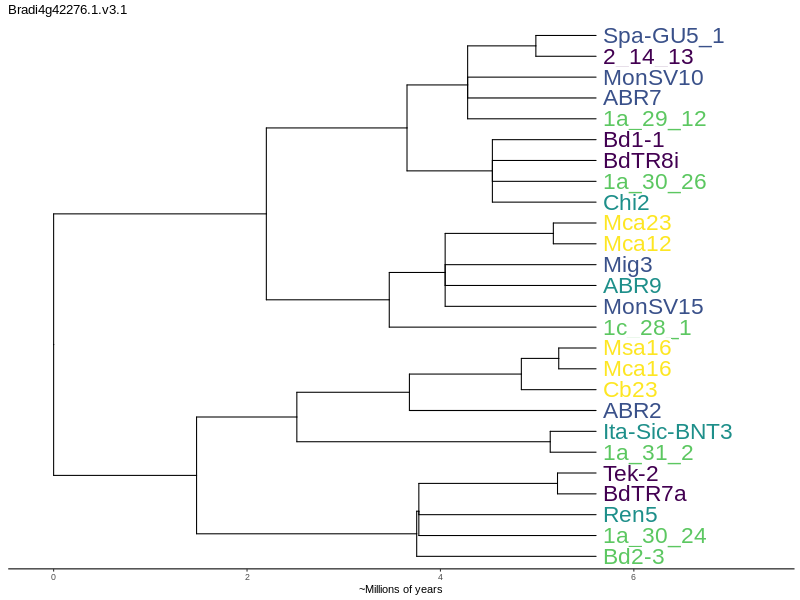 Bradi4g42276.1.v3.1
Spa-GU5_1
2_14_13
MonSV10
ABR7
1a_29_12
Bd1-1
BdTR8i
1a_30_26
Chi2
Mca23
Mca12
Mig3
ABR9
MonSV15
1c_28_1
Msa16
Mca16
Cb23
ABR2
Ita-Sic-BNT3
1a_31_2
Tek-2
BdTR7a
Ren5
1a_30_24
Bd2-3
0 2 4 6
~Millions of years